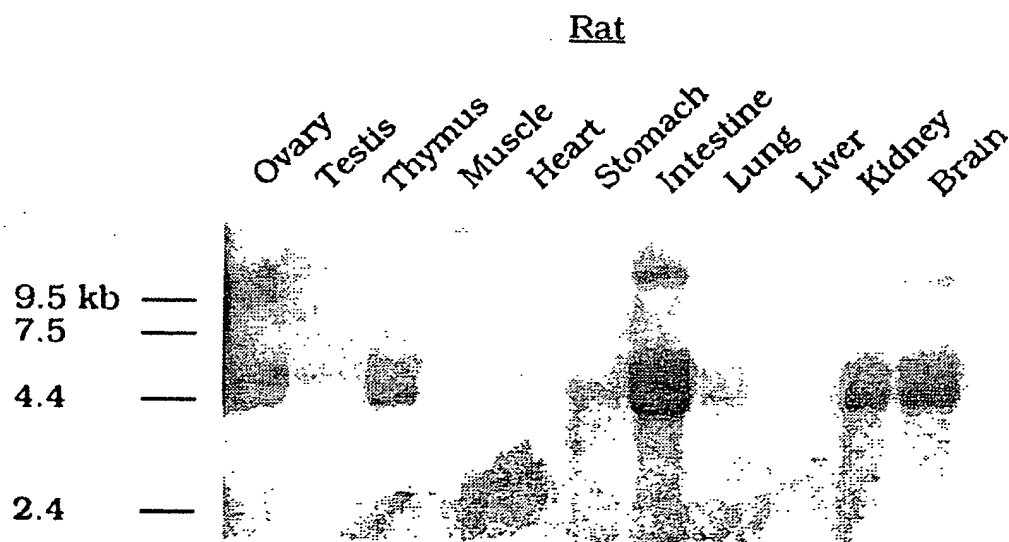 Rat
Ovary
Testis
Thymus
Muscle
Heart
Stomach
Intestine
Lung
Liver
Kidney
Brain
9.5 kb
7.5
4.4
2.4